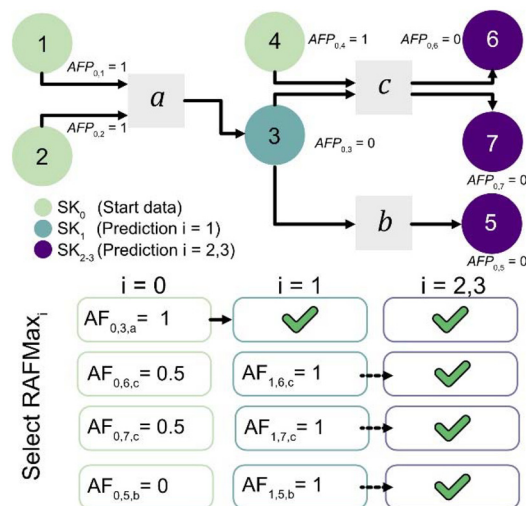 1
AFP0,1 = 1
2
AFP0,2 = 1
a
4
AFP0,4 = 1
3
AFP0,3 = 0
c
AFP0,6 = 0
6
7
AFP0,7 = 0
b
5
AFP0,5 = 0
SK0 (Start data)
SK1 (Prediction i = 1)
SK2-3 (Prediction i = 2,3)
Select RAFMaxi
i = 0 i = 1 i = 2,3
AF0,3,a = 1
AF0,6,c = 0.5 AF1,6,c = 1
AF0,7,c = 0.5 AF1,7,c = 1
AF0,5,b = 0 AF1,5,b = 1